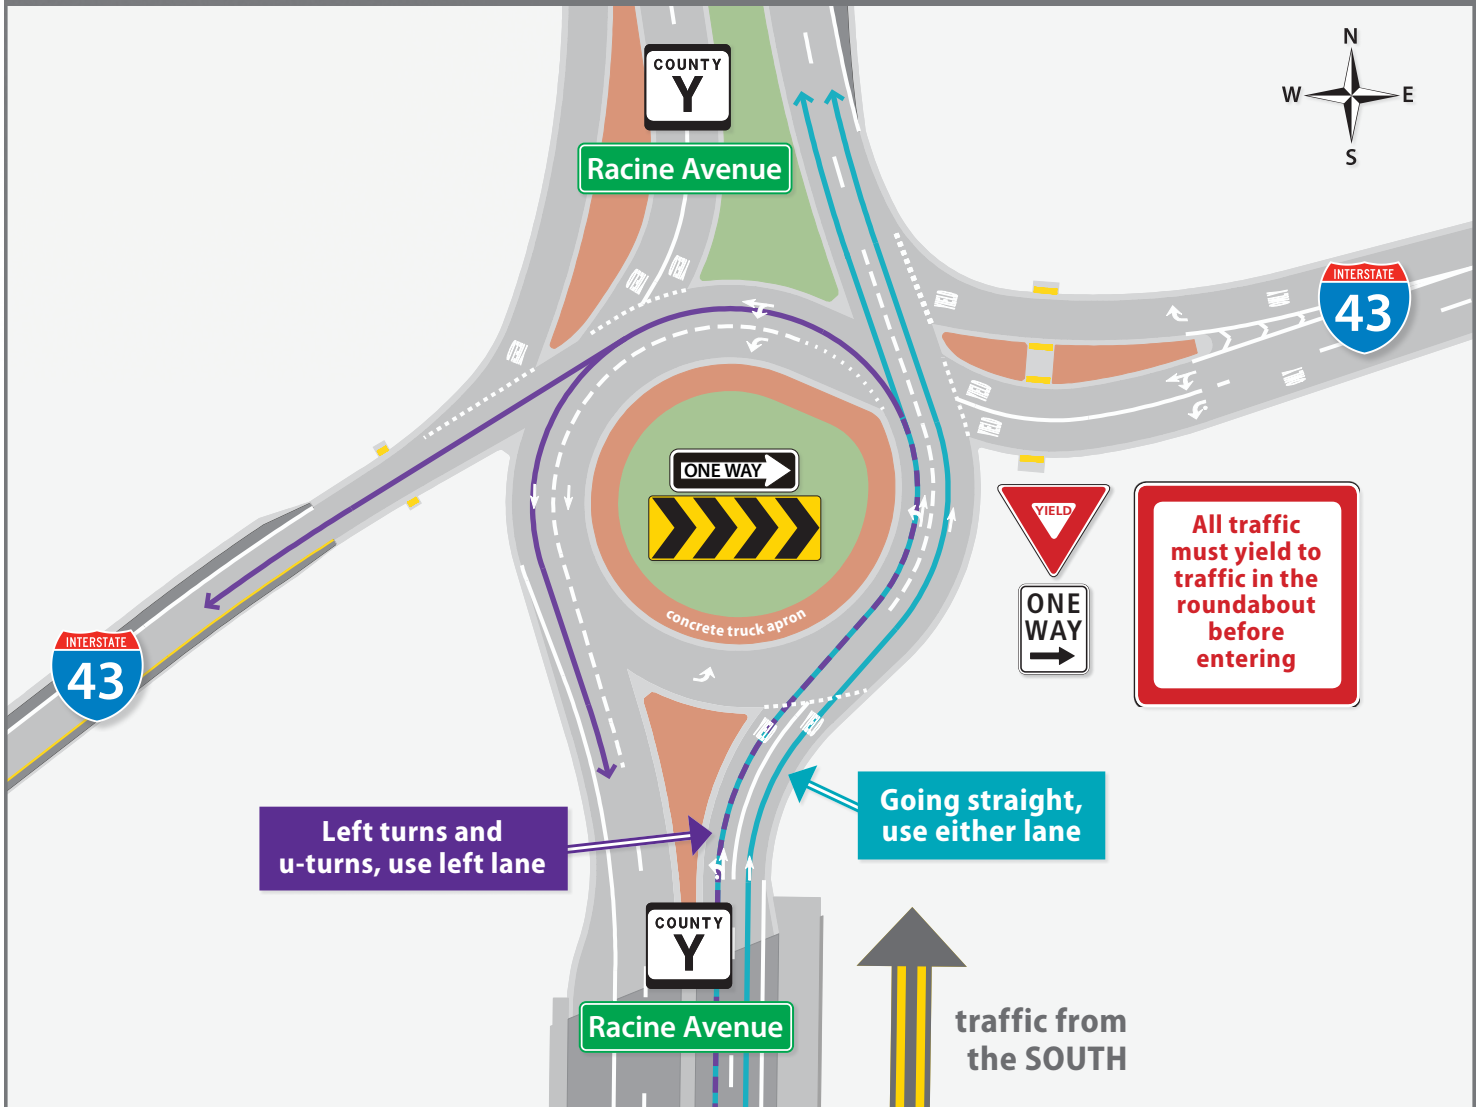 COUNTY
Y
Racine Avenue
N
W E
S
INTERSTATE
43
ONE WAY
concrete truck apron
YIELD
ONE
WAY
All traffic
must yield to
traffic in the
roundabout
before
entering
INTERSTATE
43
Left turns and
u-turns, use left lane
Going straight,
use either lane
COUNTY
Y
Racine Avenue
traffic from
the SOUTH